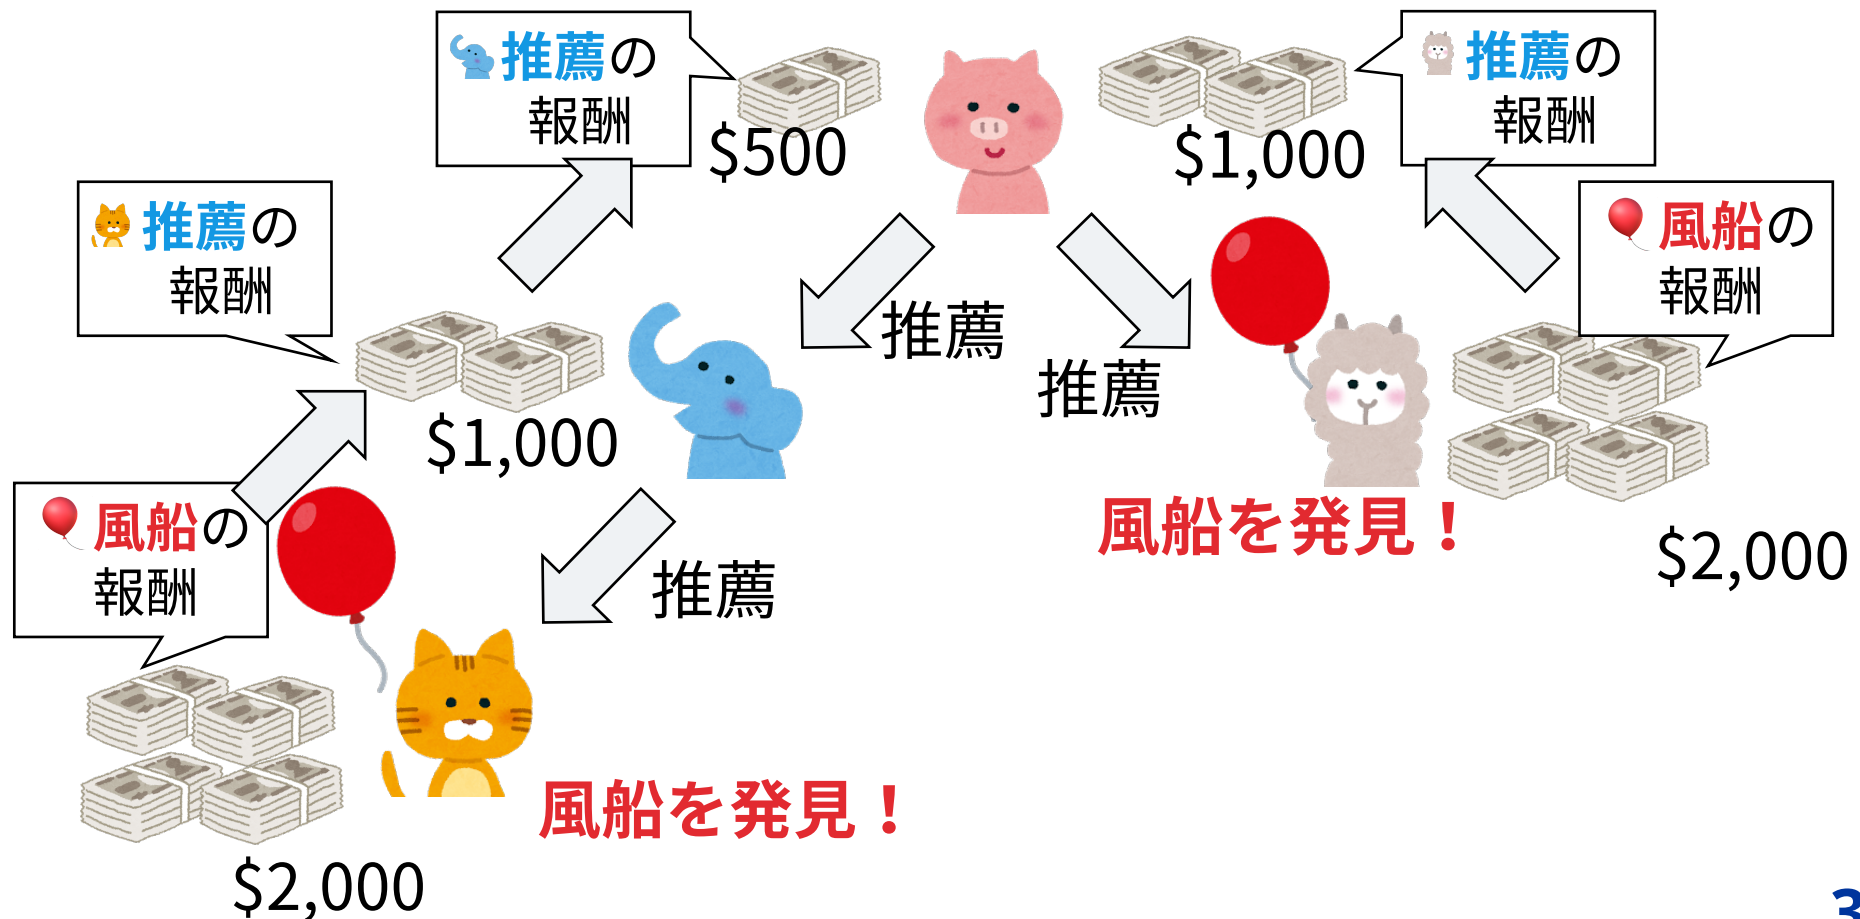 推薦の
報酬
$500
$1,000
推薦の
報酬
推薦の
報酬
風船の
報酬
推薦
推薦
$1,000
風船を発見！
$2,000
風船の
報酬
推薦
風船を発見！
$2,000
3